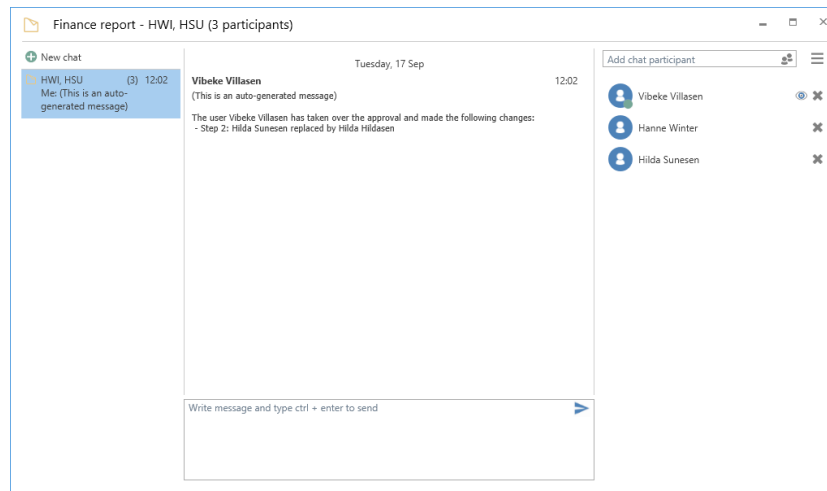 Finance report - HWI, HSU (3 participants)
New chat
HWI, HSU (3) 12:02
Me: (This is an auto-
generated message)
Tuesday, 17 Sep
Vibeke Villasen 12:02
(This is an auto-generated message)
The user Vibeke Villasen has taken over the approval and made the following changes:
- Step 2: Hilda Sunesen replaced by Hilda Hildasen
Write message and type ctrl + enter to send
Add chat participant
Vibeke Villasen
Hanne Winter
Hilda Sunesen